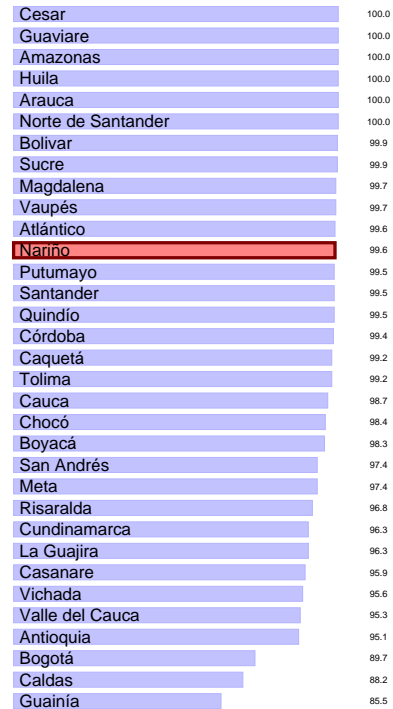 Cesar 100.0
Guaviare 100.0
Amazonas 100.0
Huila 100.0
Arauca 100.0
Norte de Santander 100.0
Bolivar 99.9
Sucre 99.9
Magdalena 99.7
Vaupés 99.7
Atlántico 99.6
Nariño 99.6
Putumayo 99.5
Santander 99.5
Quindío 99.5
Córdoba 99.4
Caquetá 99.2
Tolima 99.2
Cauca 98.7
Chocó 98.4
Boyacá 98.3
San Andrés 97.4
Meta 97.4
Risaralda 96.8
Cundinamarca 96.3
La Guajira 96.3
Casanare 95.9
Vichada 95.6
Valle del Cauca 95.3
Antioquia 95.1
Bogotá 89.7
Caldas 88.2
Guainía 85.5